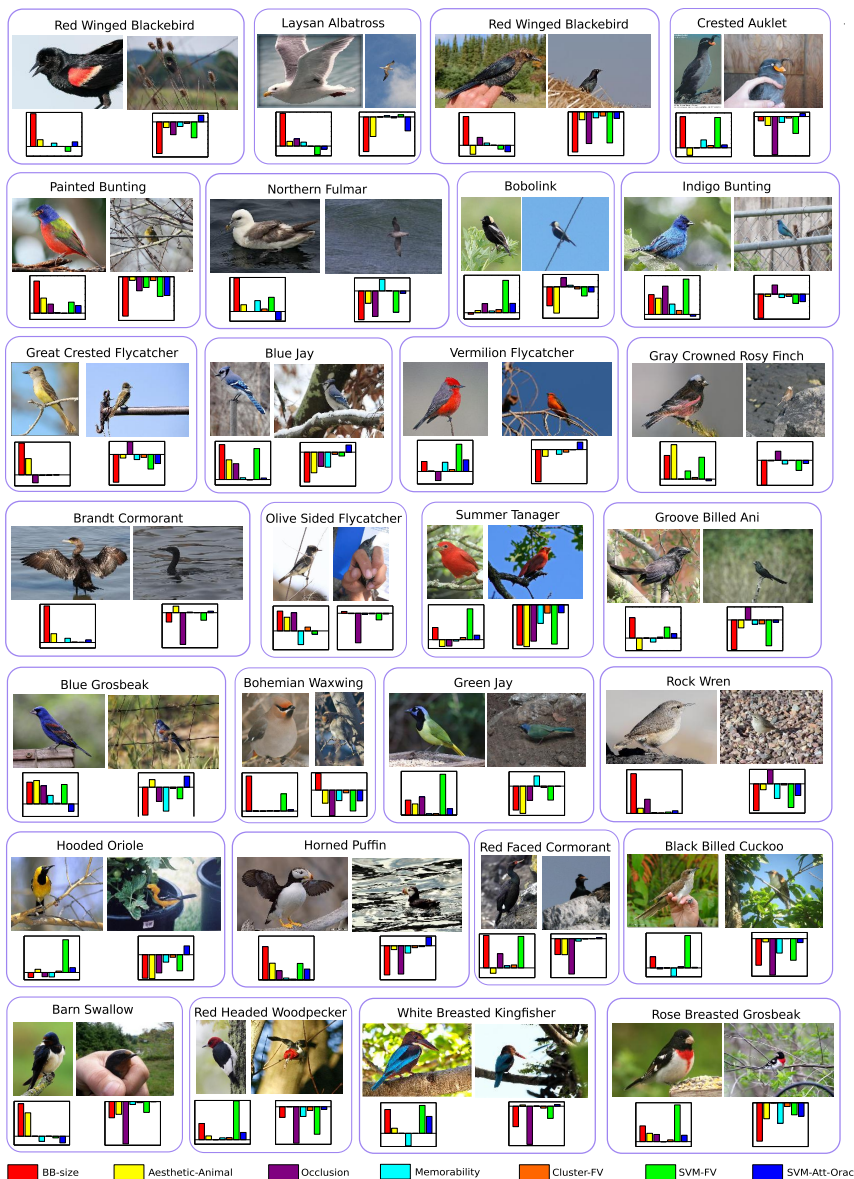 Red Winged Blackebird
Laysan Albatross
Red Winged Blackebird
Crested Auklet
Painted Bunting
Northern Fulmar
Bobolink
Indigo Bunting
Great Crested Flycatcher
Blue Jay
Vermilion Flycatcher
Gray Crowned Rosy Finch
Brandt Cormorant
Olive Sided Flycatcher
Summer Tanager
Groove Billed Ani
Blue Grosbeak
Bohemian Waxwing
Green Jay
Rock Wren
Hooded Oriole
Horned Puffin
Red Faced Cormorant
Black Billed Cuckoo
Barn Swallow
Red Headed Woodpecker
White Breasted Kingfisher
Rose Breasted Grosbeak
BB-size
Aesthetic-Animal
Occlusion
Memorability
Cluster-FV
SVM-FV
SVM-Att-Orac